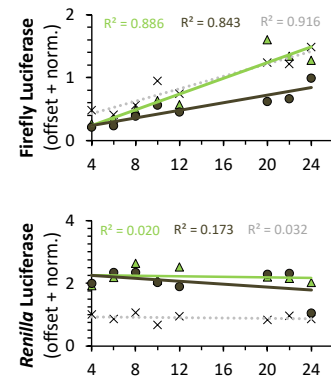 R² = 0.886 R² = 0.843 R² = 0.916
Firefly Luciferase
(offset + norm.)
2
1
0
4 8 12 16 20 24
R² = 0.020 R² = 0.173 R² = 0.032
Renilla Luciferase
(offset + norm.)
4
2
0
4 8 12 16 20 24